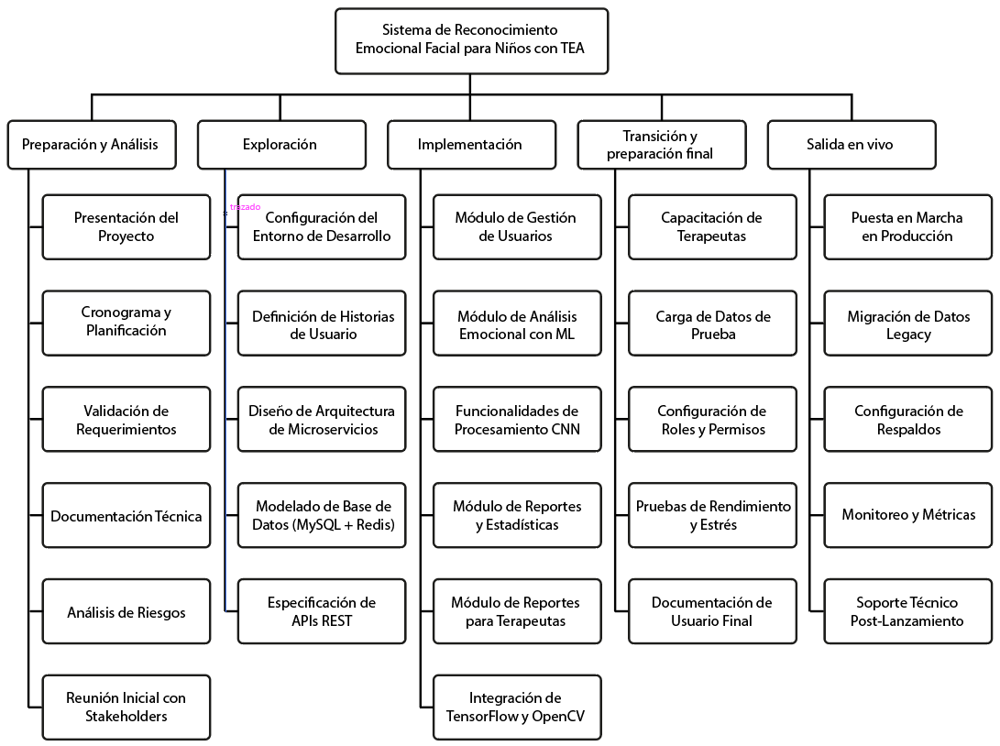 Sistema de Reconocimiento
Emocional Facial para Niños con TEA
Preparación y Análisis
Presentación del
Proyecto
Cronograma y
Planificación
Validación de
Requerimientos
Documentación Técnica
Análisis de Riesgos
Reunión Inicial con
Stakeholders
Exploración
trazado
Configuración del
Entorno de Desarrollo
Definición de Historias
de Usuario
Diseño de Arquitectura
de Microservicios
Modelado de Base de
Datos (MySQL + Redis)
Especificación de
APIs REST
Implementación
Módulo de Gestión
de Usuarios
Módulo de Análisis
Emocional con ML
Funcionalidades de
Procesamiento CNN
Módulo de Reportes
y Estadísticas
Módulo de Reportes
para Terapeutas
Integración de
TensorFlow y OpenCV
Transición y
preparación final
Capacitación de
Terapeutas
Carga de Datos de
Prueba
Configuración de
Roles y Permisos
Pruebas de Rendimiento
y Estrés
Documentación de
Usuario Final
Salida en vivo
Puesta en Marcha
en Producción
Migración de Datos
Legacy
Configuración de
Respaldos
Monitoreo y Métricas
Soporte Técnico
Post-Lanzamiento